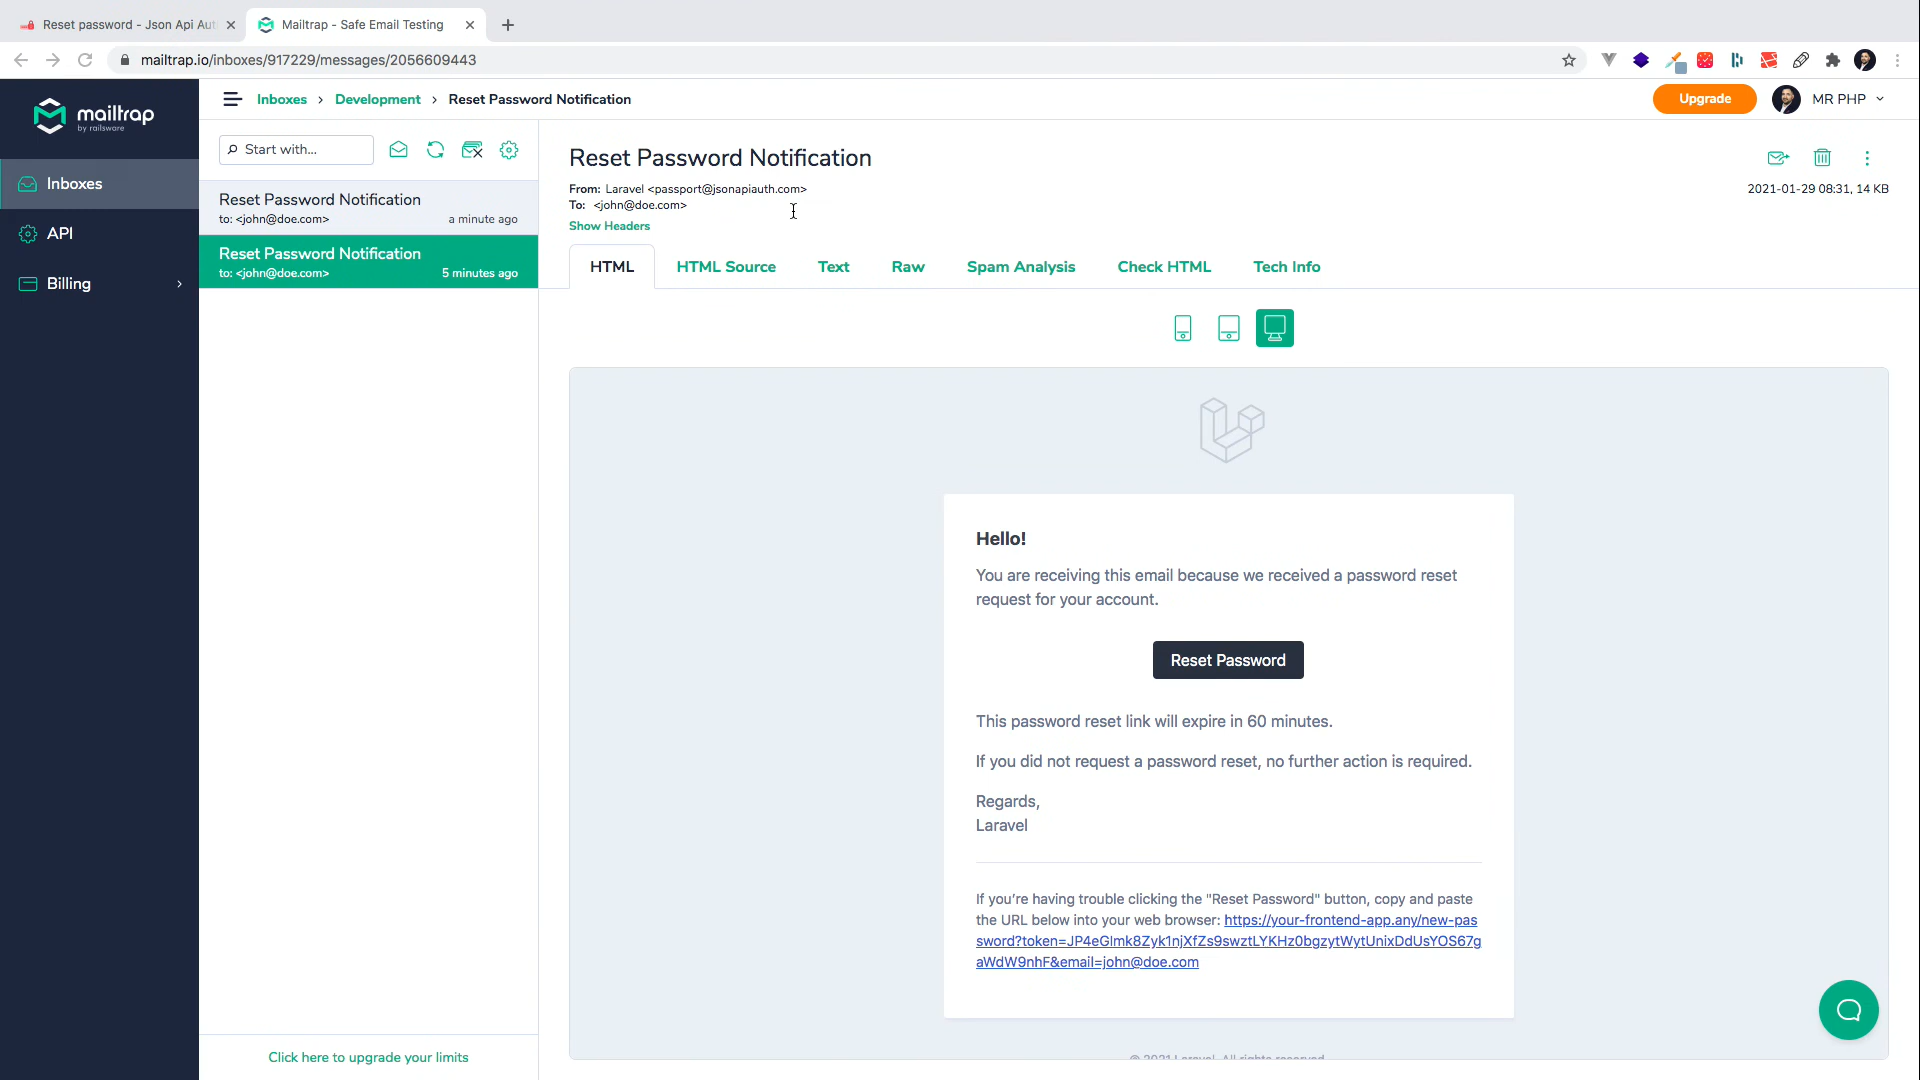 Reset password - Json Api Aut
Mailtrap - Safe Email Testing
mailtrap.io/inboxes/917229/messages/2056609443
mailtrap
by railsware
Inboxes
API
Billing
Inboxes › Development › Reset Password Notification
Upgrade
MR PHP
Start with...
Reset Password Notification
to: <john@doe.com> a minute ago
Reset Password Notification
to: <john@doe.com> 5 minutes ago
Click here to upgrade your limits
Reset Password Notification
From: Laravel <passport@jsonapiauth.com>
To: <john@doe.com>
Show Headers
2021-01-29 08:31, 14 KB
HTML HTML Source Text Raw Spam Analysis Check HTML Tech Info
Hello!
You are receiving this email because we received a password reset
request for your account.
Reset Password
This password reset link will expire in 60 minutes.
If you did not request a password reset, no further action is required.
Regards,
Laravel
If you're having trouble clicking the "Reset Password" button, copy and paste
the URL below into your web browser: https://your-frontend-app.any/new-pas
sword?token=JP4eGlmk8Zyk1njXfZs9swztLYKHz0bgzytWytUnixDdUsYOS67g
aWdW9nhF&email=john@doe.com
© 2021 Laravel. All rights reserved.